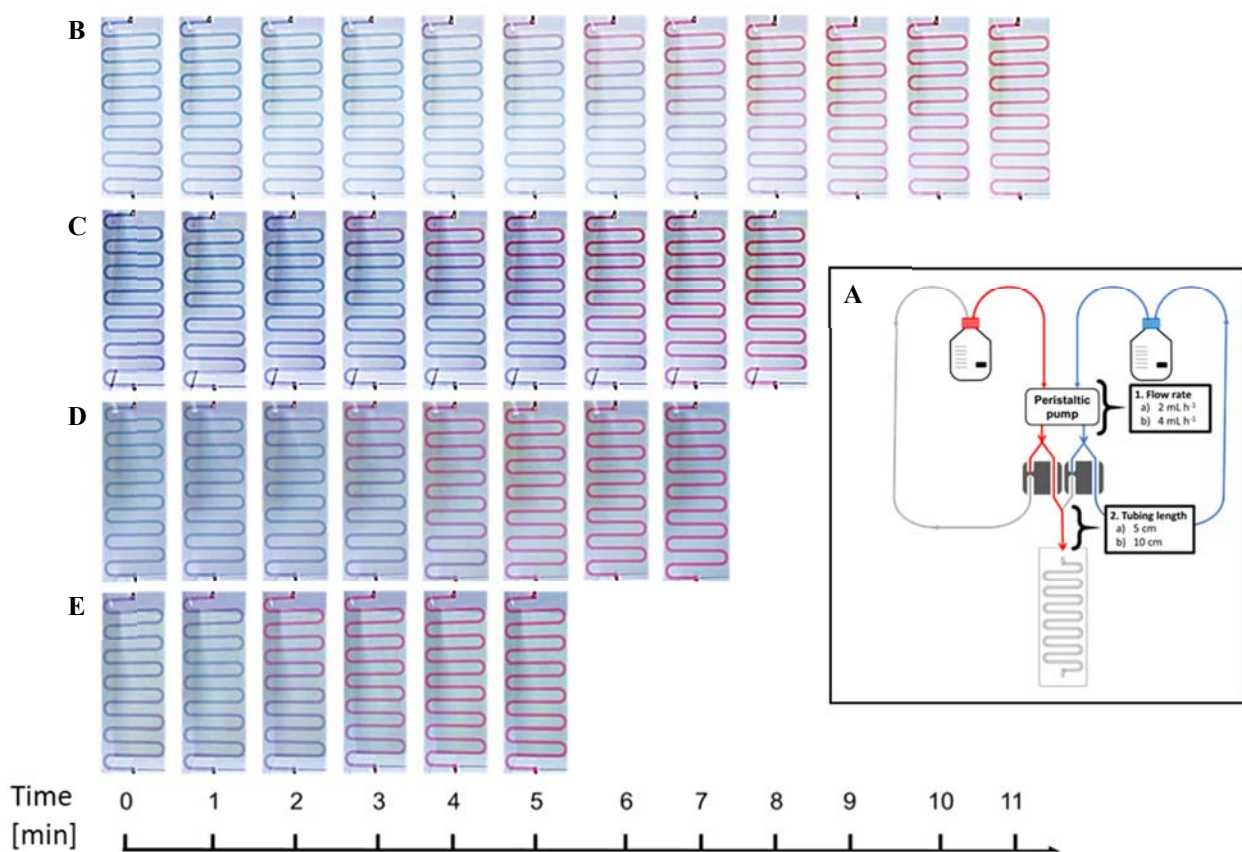 B
C
A
Peristaltic
pump
1. Flow rate
a) 2 mL h⁻¹
b) 4 mL h⁻¹
2. Tubing length
a) 5 cm
b) 10 cm
D
E
Time
[min]
0 1 2 3 4 5 6 7 8 9 10 11